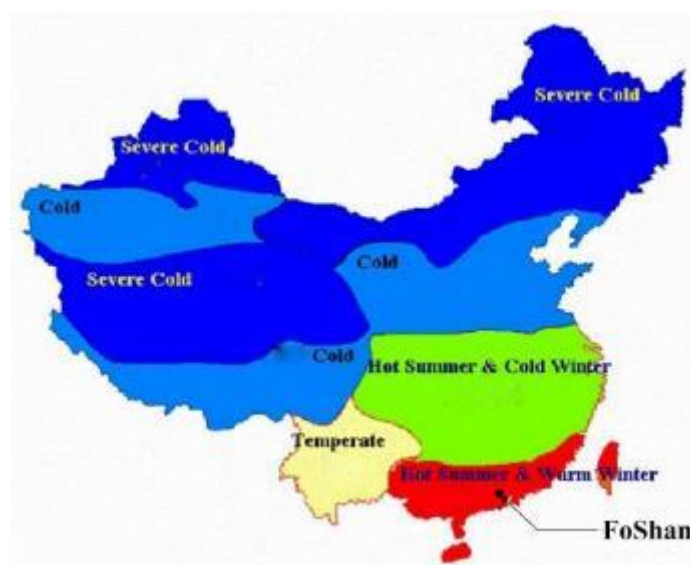 Severe Cold
Severe Cold
Cold
Cold
Severe Cold
Cold
Hot Summer & Cold Winter
Temperate
Hot Summer & Warm Winter
FoShan